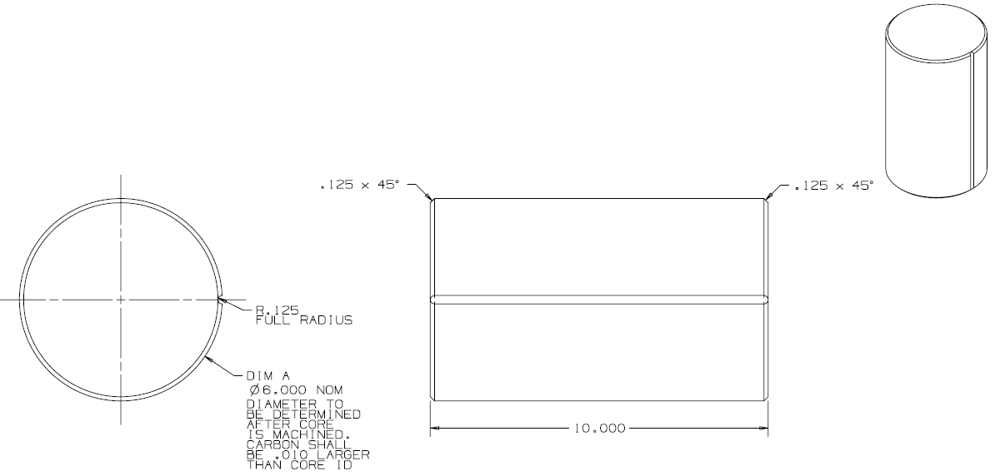 .125 x 45°
.125 x 45°
R.125
FULL RADIUS
DIM A
Ø6.000 NOM
DIAMETER TO
BE DETERMINED
AFTER CORE
IS MACHINED.
CARBON SHALL
BE .010 LARGER
THAN CORE ID
10.000